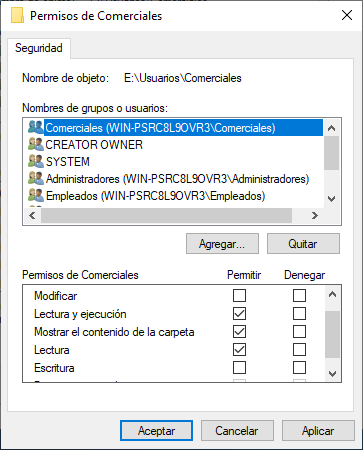 Permisos de Comerciales
Seguridad
Nombre de objeto: E:\Usuarios\Comerciales
Nombres de grupos o usuarios:
Comerciales (WIN-PSRC8L9OVR3\Comerciales)
CREATOR OWNER
SYSTEM
Administradores (WIN-PSRC8L9OVR3\Administradores)
Empleados (WIN-PSRC8L9OVR3\Empleados)
Agregar... Quitar
Permisos de Comerciales Permitir Denegar
Modificar
Lectura y ejecución
Mostrar el contenido de la carpeta
Lectura
Escritura
Aceptar Cancelar Aplicar